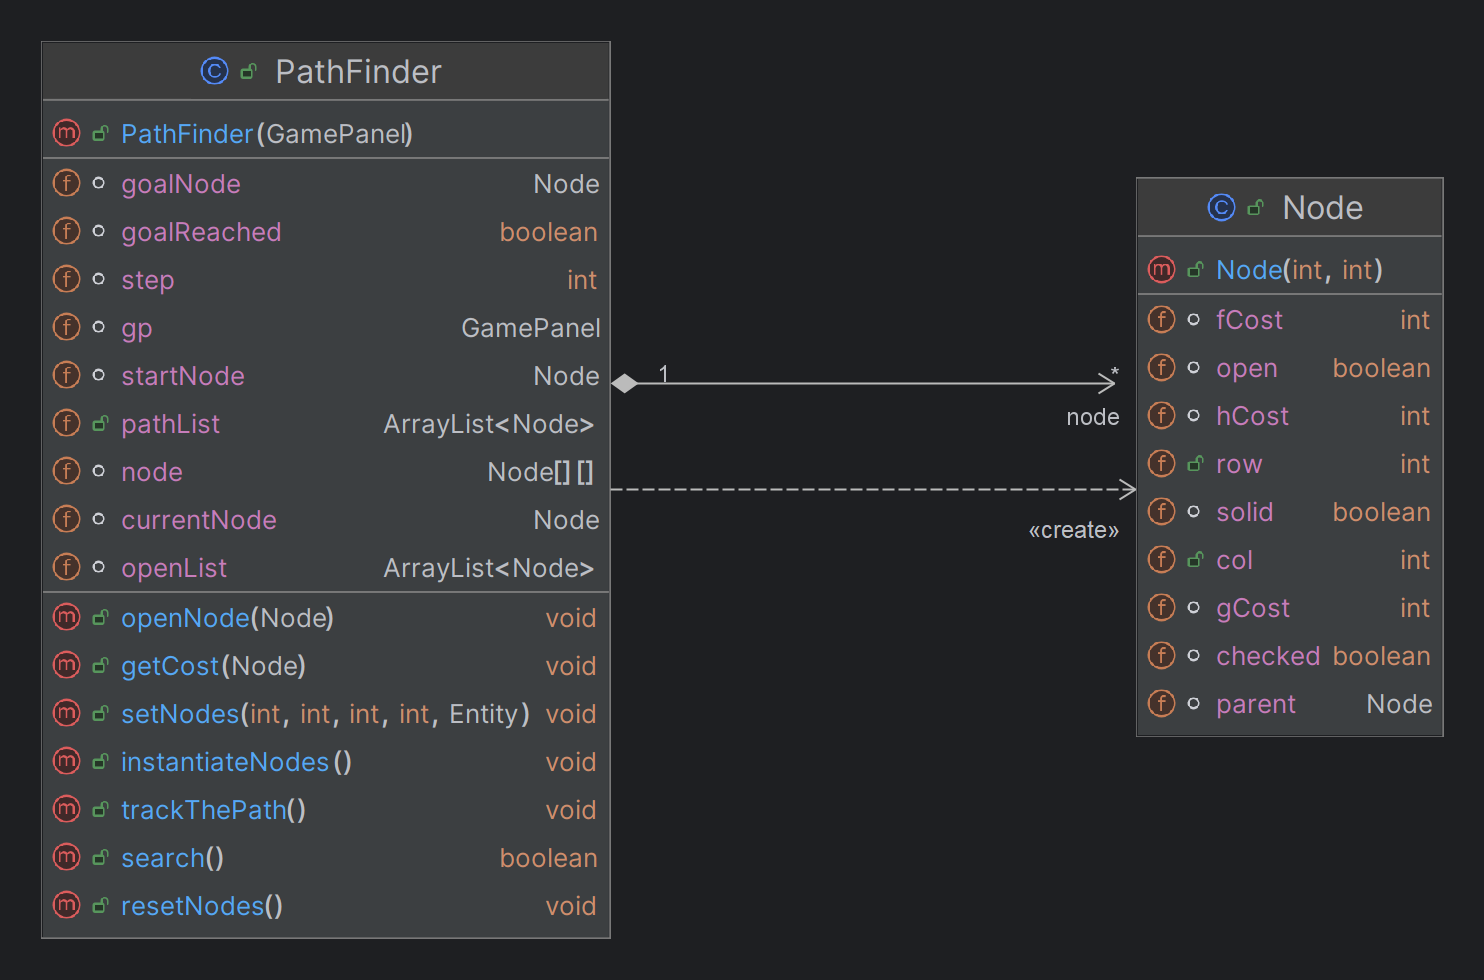 PathFinder
PathFinder(GamePanel)
goalNode Node
goalReached boolean
step int
gp GamePanel
startNode Node
pathList ArrayList<Node>
node Node[][]
currentNode Node
openList ArrayList<Node>
openNode(Node) void
getCost(Node) void
setNodes(int, int, int, int, Entity) void
instantiateNodes() void
trackThePath() void
search() boolean
resetNodes() void
1
*
node
«create»
Node
Node(int, int)
fCost int
open boolean
hCost int
row int
solid boolean
col int
gCost int
checked boolean
parent Node